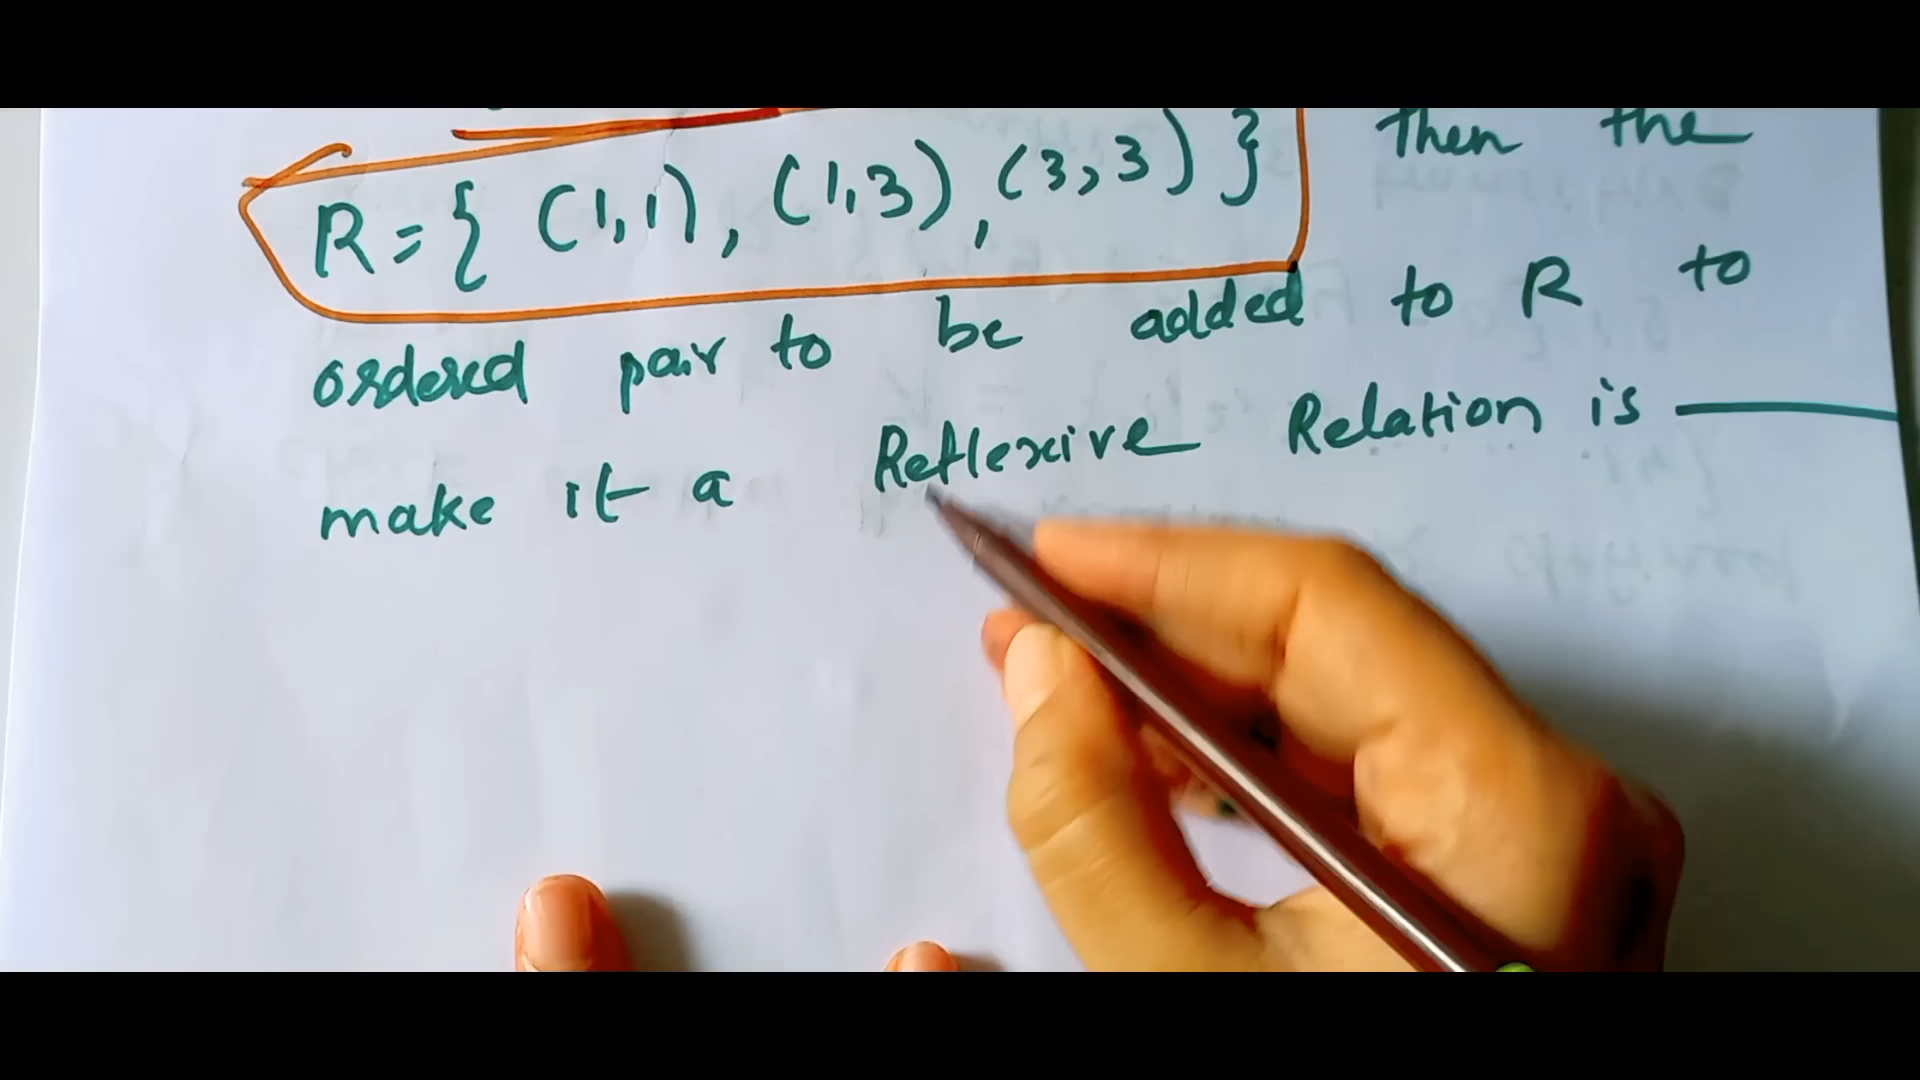 R = { (1,1), (1,3), (3,3) } Then the
ordered pair to be added to R to
make it a Reflexive Relation is